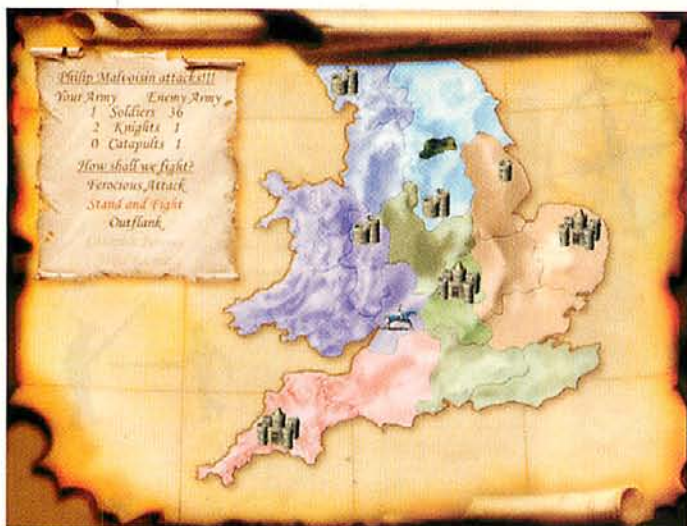 Philip Malvoisin attacks!!!
Your Army Enemy Army
1 Soldiers 36
2 Knights 1
0 Catapults 1
How shall we fight?
Ferocious Attack
Stand and Fight
Outflank